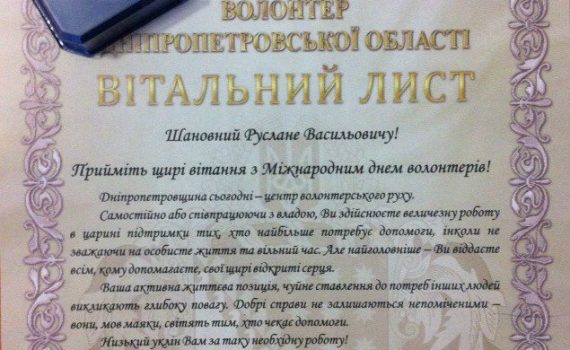 ВОЛОНТЕР
ДНІПРОПЕТРОВСЬКОЇ ОБЛАСТІ
ВІТАЛЬНИЙ ЛИСТ
Шановний Руслане Васильовичу!
Прийміть щирі вітання з Міжнародним днем волонтерів!
Дніпропетровщина сьогодні – центр волонтерського руху.
Самостійно або співпрацюючи з владою, Ви здійснюєте величезну роботу
в царині підтримки тих, хто найбільше потребує допомоги, інколи не
зважаючи на особисте життя та вільний час. Але найголовніше – Ви віддаєте
всім, кому допомагаєте, свої щирі відкриті серця.
Ваша активна життєва позиція, чуйне ставлення до потреб інших людей
викликають глибоку повагу. Добрі справи не залишаються непоміченими –
вони, мов маяки, світять тим, хто чекає допомоги.
Низький уклін Вам за таку необхідну роботу!